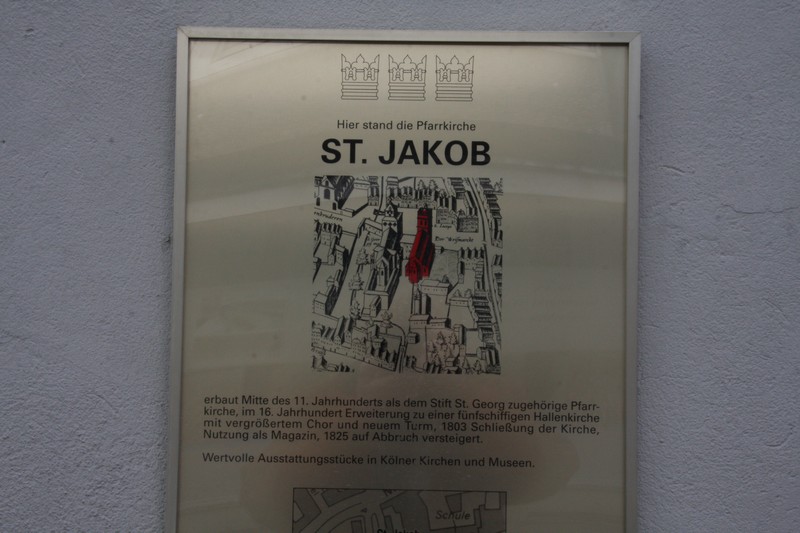 Hier stand die Pfarrkirche
ST. JAKOB
erbaut Mitte des 11. Jahrhunderts als dem Stift St. Georg zugehörige Pfarr-
kirche, im 16. Jahrhundert Erweiterung zu einer fünfschiffigen Hallenkirche
mit vergrößertem Chor und neuem Turm, 1803 Schließung der Kirche,
Nutzung als Magazin, 1825 auf Abbruch versteigert.
Wertvolle Ausstattungsstücke in Kölner Kirchen und Museen.
Schule